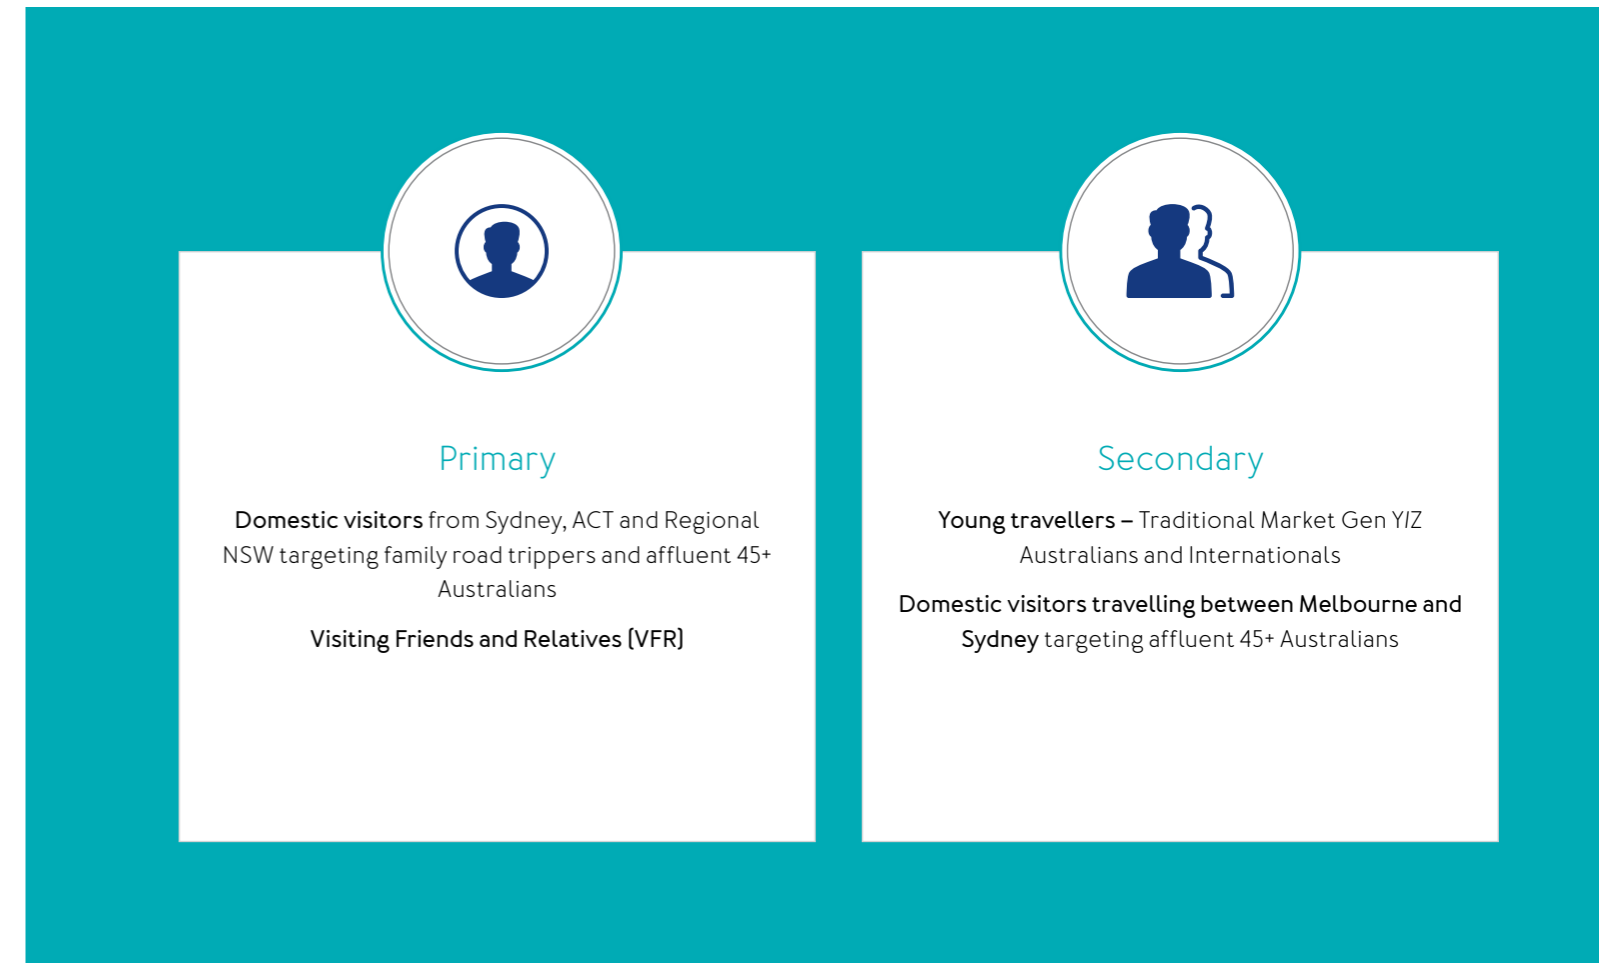 Primary
Domestic visitors from Sydney, ACT and Regional
NSW targeting family road trippers and affluent 45+
Australians
Visiting Friends and Relatives (VFR)
Secondary
Young travellers – Traditional Market Gen Y/Z
Australians and Internationals
Domestic visitors travelling between Melbourne and
Sydney targeting affluent 45+ Australians